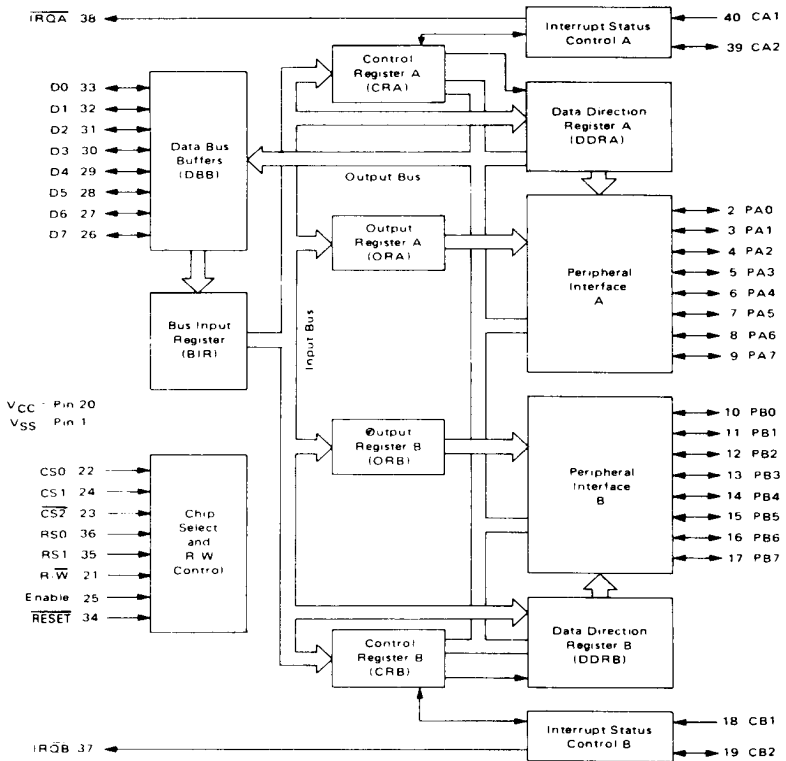 IRQA 38
40 CA1
39 CA2
Interrupt Status
Control A
Control
Register A
(CRA)
D0 33
D1 32
D2 31
D3 30
D4 29
D5 28
D6 27
D7 26
Data Bus
Buffers
(DBB)
Data Direction
Register A
(DDRA)
Output Bus
Output
Register A
(ORA)
Peripheral
Interface
A
2 PA0
3 PA1
4 PA2
5 PA3
6 PA4
7 PA5
8 PA6
9 PA7
Bus Input
Register
(BIR)
Input Bus
VCC Pin 20
VSS Pin 1
Output
Register B
(ORB)
Peripheral
Interface
B
10 PB0
11 PB1
12 PB2
13 PB3
14 PB4
15 PB5
16 PB6
17 PB7
CS0 22
CS1 24
CS2 23
RS0 36
RS1 35
R/W 21
Enable 25
RESET 34
Chip
Select
and
R/W
Control
Control
Register B
(CRB)
Data Direction
Register B
(DDRB)
Interrupt Status
Control B
18 CB1
19 CB2
IRQB 37